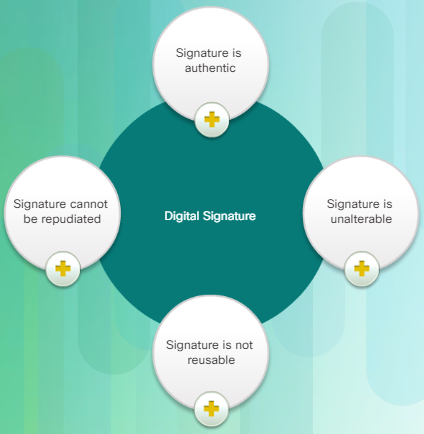 Signature is
authentic
Signature cannot
be repudiated
Digital Signature
Signature is
unalterable
Signature is not
reusable